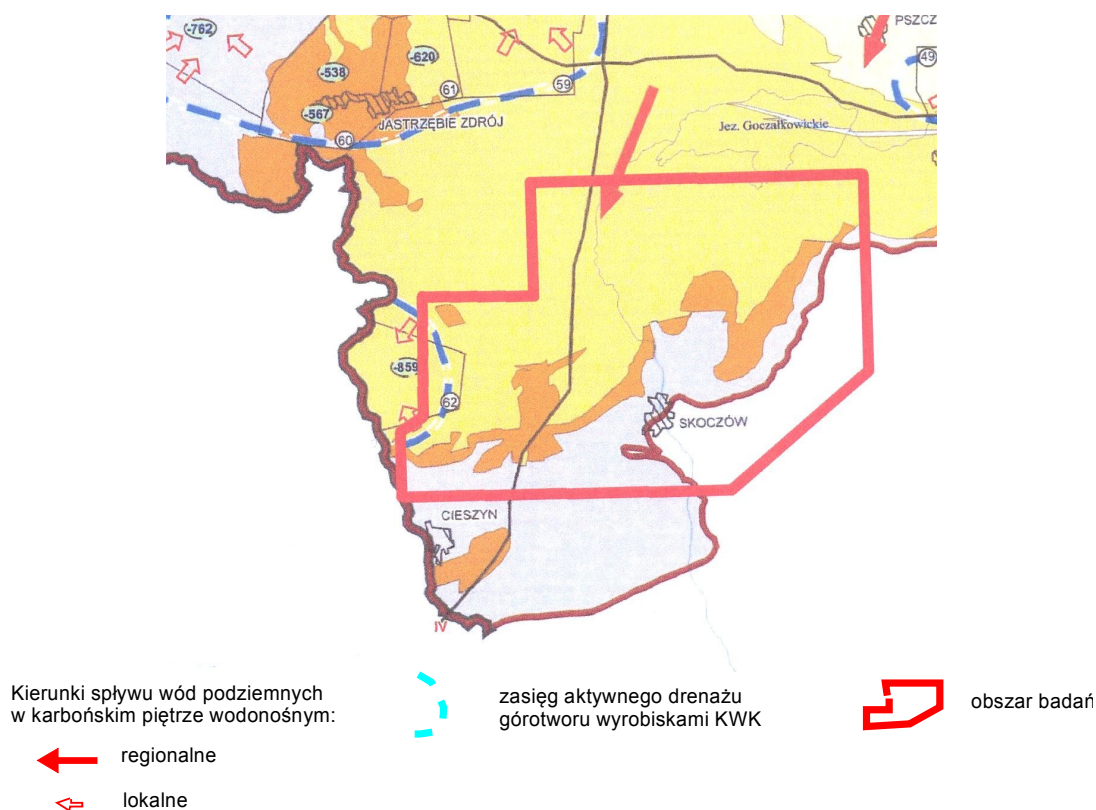 -762
PSZCZ
-620
49
-538
61
59
-567
JASTRZĘBIE ZDRÓJ
Jez. Goczałkowickie
60
-859
62
SKOCZÓW
CIESZYN
IV
Kierunki spływu wód podziemnych
w karbońskim piętrze wodonośnym:
regionalne
lokalne
zasięg aktywnego drenażu
górotworu wyrobiskami KWK
obszar badań